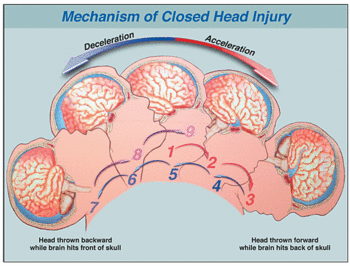 Mechanism of Closed Head Injury
Deceleration
Acceleration
9
8
1
2
7
6
5
4
3
Head thrown backward
while brain hits front of skull
Head thrown forward
while brain hits back of skull